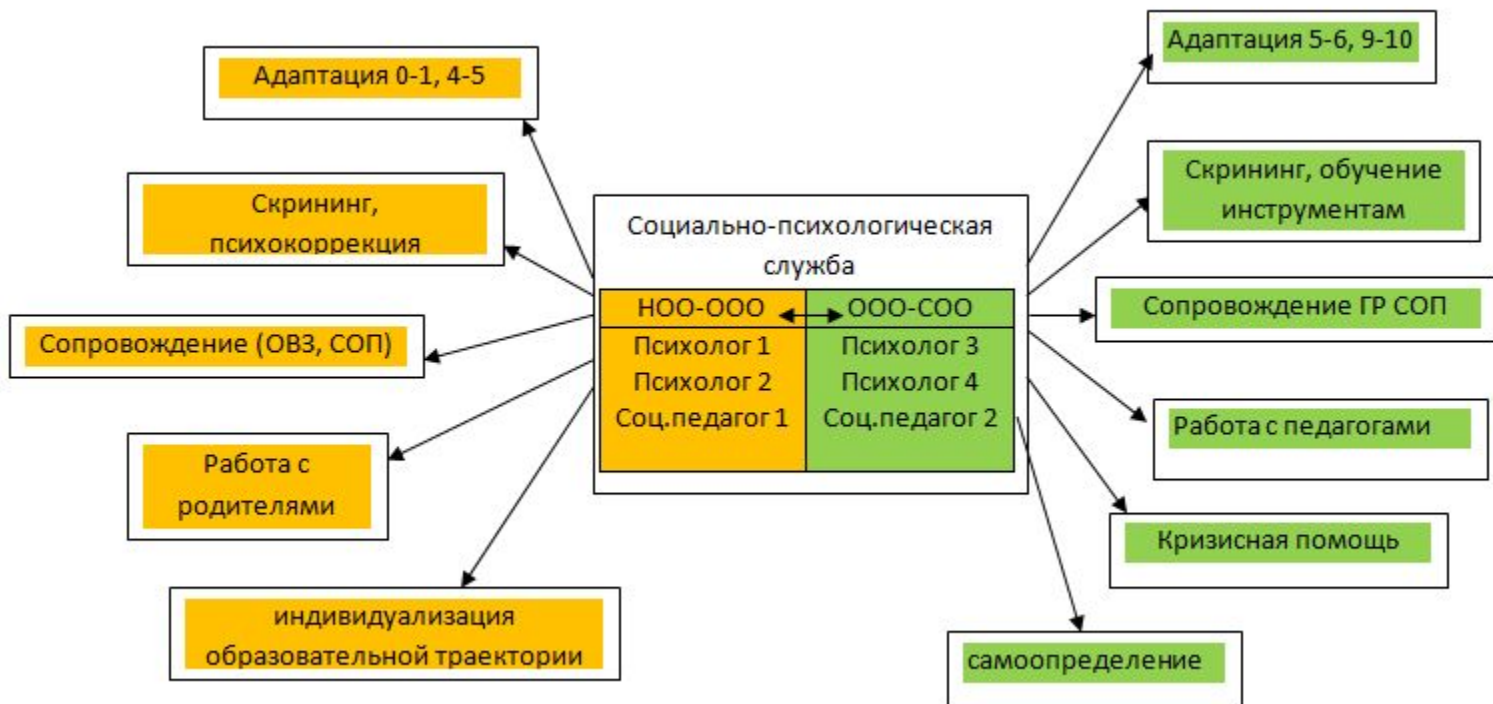 Адаптация 0-1, 4-5
Скрининг,
психокоррекция
Сопровождение (ОВЗ, СОП)
Работа с
родителями
индивидуализация
образовательной траектории
Социально-психологическая
служба
НОО-ООО ООО-СОО
Психолог 1 Психолог 3
Психолог 2 Психолог 4
Соц.педагог 1 Соц.педагог 2
Адаптация 5-6, 9-10
Скрининг, обучение
инструментам
Сопровождение ГР СОП
Работа с педагогами
Кризисная помощь
самоопределение